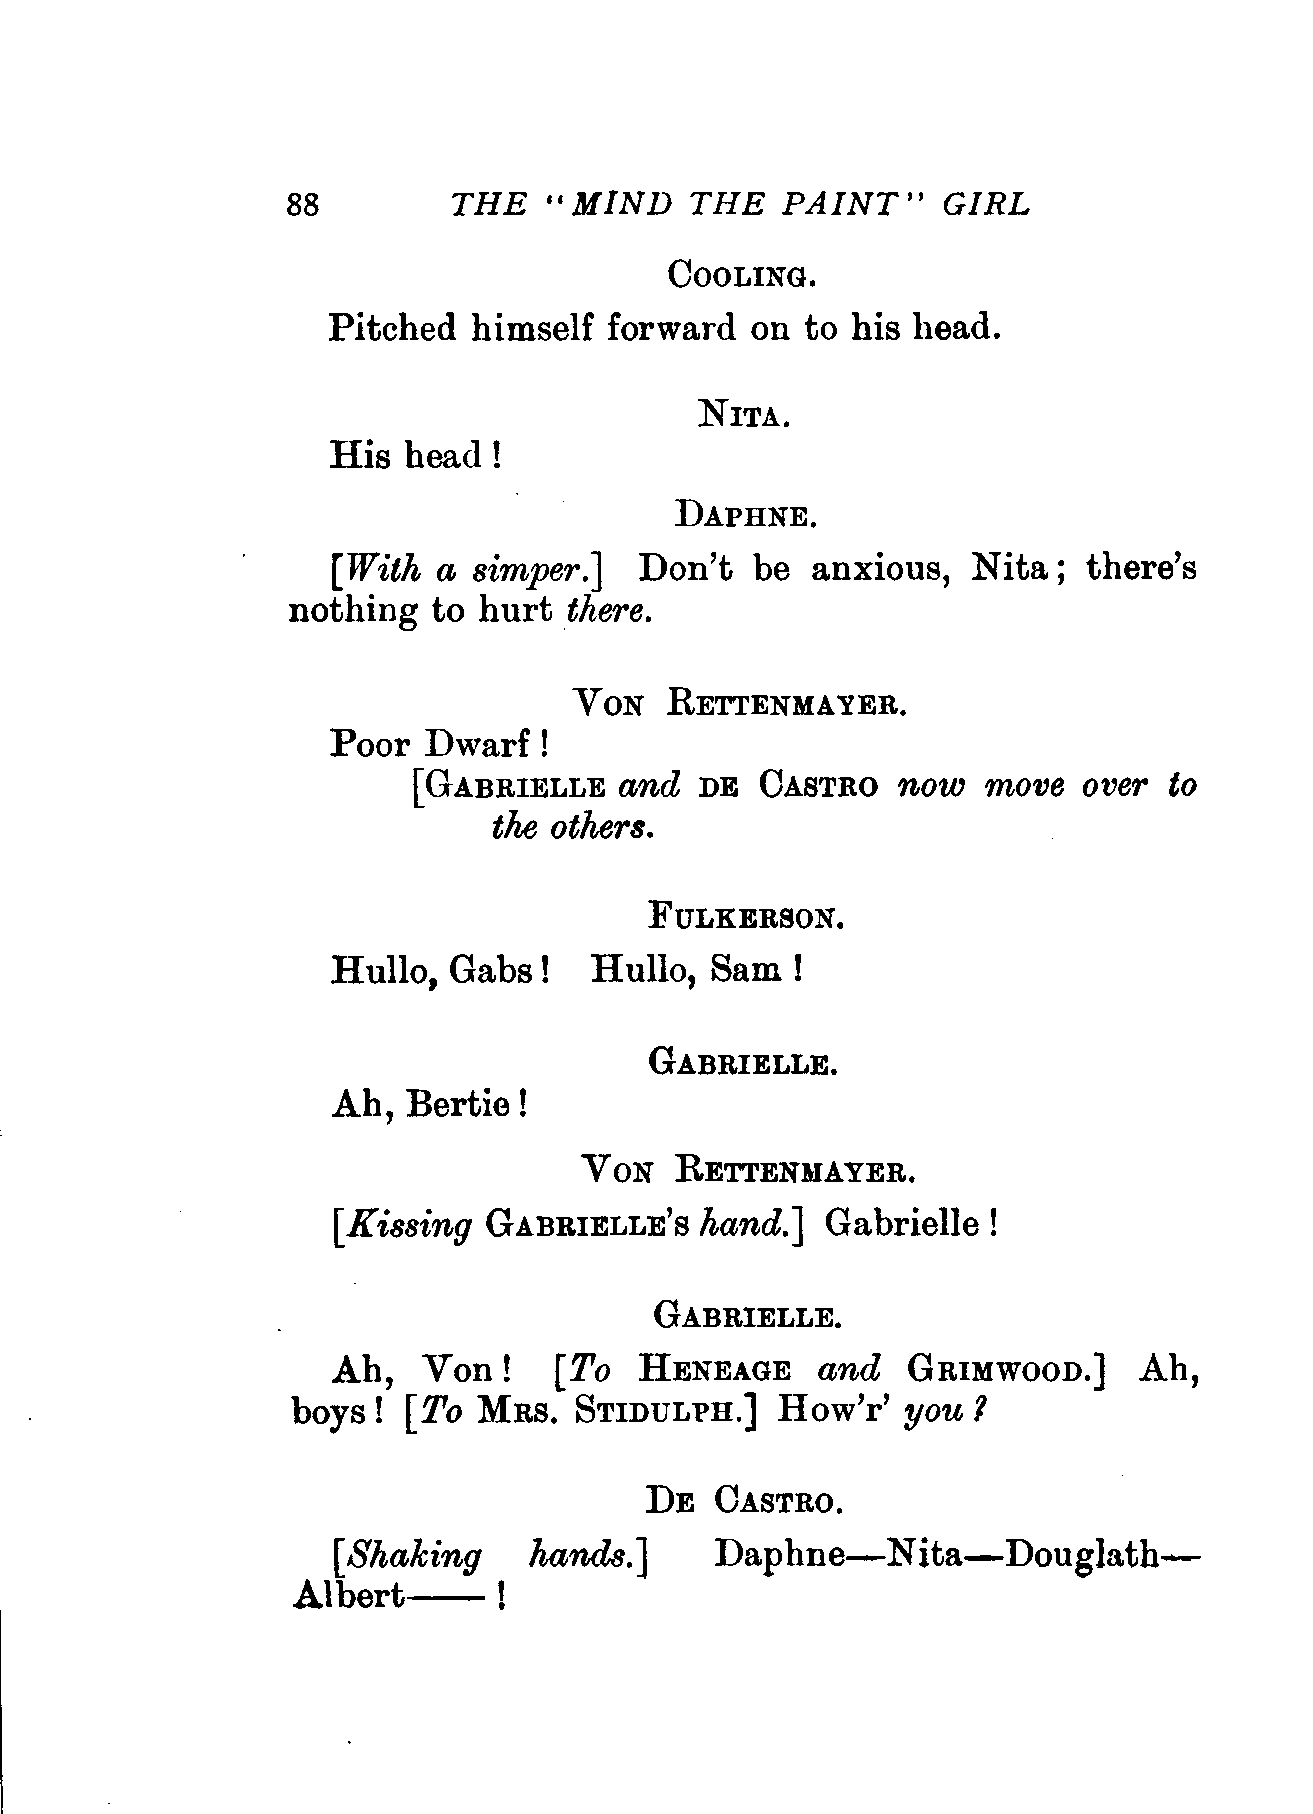 88 THE "MIND THE PAINT" GIRL
COOLING.
Pitched himself forward on to his head.
NITA.
His head !
DAPHNE.
[With a simper.] Don't be anxious, Nita ; there's
nothing to hurt there.
VON RETTENMAYER.
Poor Dwarf !
[GABRIELLE and DE CASTRO now move over to
the others.
FULKERSON.
Hullo, Gabs ! Hullo, Sam !
GABRIELLE.
Ah, Bertie !
VON RETTENMAYER.
[Kissing GABRIELLE'S hand.] Gabrielle !
GABRIELLE.
Ah, Von ! [To HENEAGE and GRIMWOOD.] Ah,
boys ! [To MRS. STIDULPH.] How'r' you ?
DE CASTRO.
[Shaking hands.] Daphne—Nita—Douglath—
Albert—— !